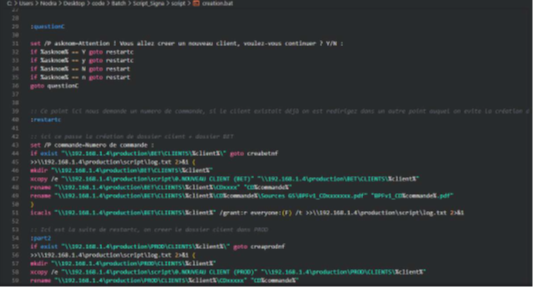 C: > Users > Nostra > Desktop > code > Batch > Script_Signa > script > creation.bat
27
28
29 :questionC
30
31 set /P asknom=Attention ! Vous allez creer un nouveau client, voulez-vous continuer ? Y/N :
32 if %asknom% == Y goto restartc
33 if %asknom% == y goto restartc
34 if %asknom% == N goto restart
35 if %asknom% == n goto restart
36 goto questionC
37
38
39 :: Ce point ici nous demande un numero de commande, si le client existait déjà on est redirigez dans un autre point auquel on evite la création d
40 :restartc
41
42 :: ici se passe la création de dossier client + dossier BET
43 set /P commande=Numero de commande :
44 if exist "\\192.168.1.4\production\BET\CLIENTS\%client%\" goto creabetnf
45 >>\\192.168.1.4\production\script\log.txt 2>&1 (
46 mkdir "\\192.168.1.4\production\BET\CLIENTS\%client%"
47 xcopy /e "\\192.168.1.4\production\script\0.NOUVEAU CLIENT (BET)" "\\192.168.1.4\production\BET\CLIENTS\%client%"
48 rename "\\192.168.1.4\production\BET\CLIENTS\%client%\CDxxxx" "CD%commande%"
49 rename "\\192.168.1.4\production\BET\CLIENTS\%client%\CD%commande%\Sources AS\BPFv1_CDxxxxxxx.pdf" "BPFv1_CD%commande%.pdf"
50 )
51 icacls "\\192.168.1.4\production\BET\CLIENTS\%client%" /grant:r everyone:(F) /t >>\\192.168.1.4\production\script\log.txt 2>&1
52
53 :: Ici est la suite de restartc, on creer le dossier client dans PROD
54 :part2
55 if exist "\\192.168.1.4\production\PROD\CLIENTS\%client%\" goto creaprodnf
56 >>\\192.168.1.4\production\script\log.txt 2>&1 (
57 mkdir "\\192.168.1.4\production\PROD\CLIENTS\%client%"
58 xcopy /e "\\192.168.1.4\production\script\0.NOUVEAU CLIENT (PROD)" "\\192.168.1.4\production\PROD\CLIENTS\%client%"
59 rename "\\192.168.1.4\production\PROD\CLIENTS\%client%\CDxxxx" "CD%commande%"